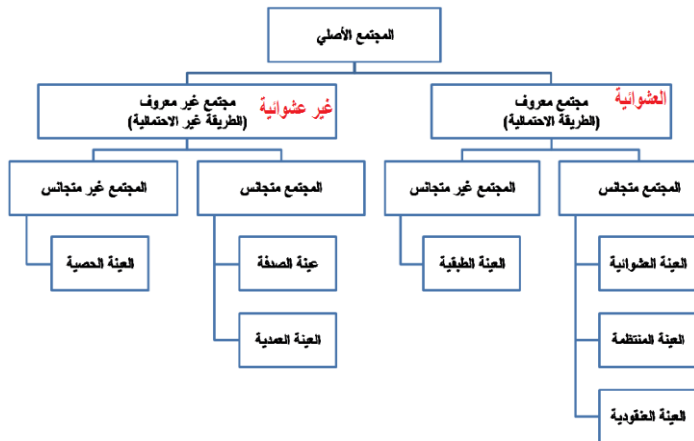 المجتمع الأصلي
العشوائية
مجتمع معروف
(الطريقة الاحتمالية)
غير عشوائية
مجتمع غير معروف
(الطريقة غير الاحتمالية)
المجتمع متجانس
المجتمع غير متجانس
المجتمع متجانس
المجتمع غير متجانس
العينة العشوائية
العينة الطبقية
عينة الصدفة
العينة الحصية
العينة المنتظمة
العينة العمدية
العينة العنقودية